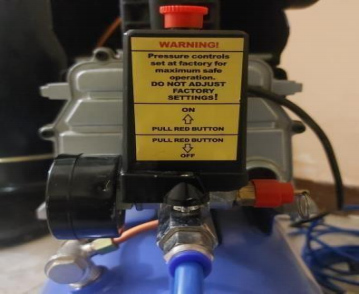 WARNING!
Pressure controls
set at factory for
maximum safe
operation.
DO NOT ADJUST
FACTORY
SETTINGS!
ON
PULL RED BUTTON
PULL RED BUTTON
OFF